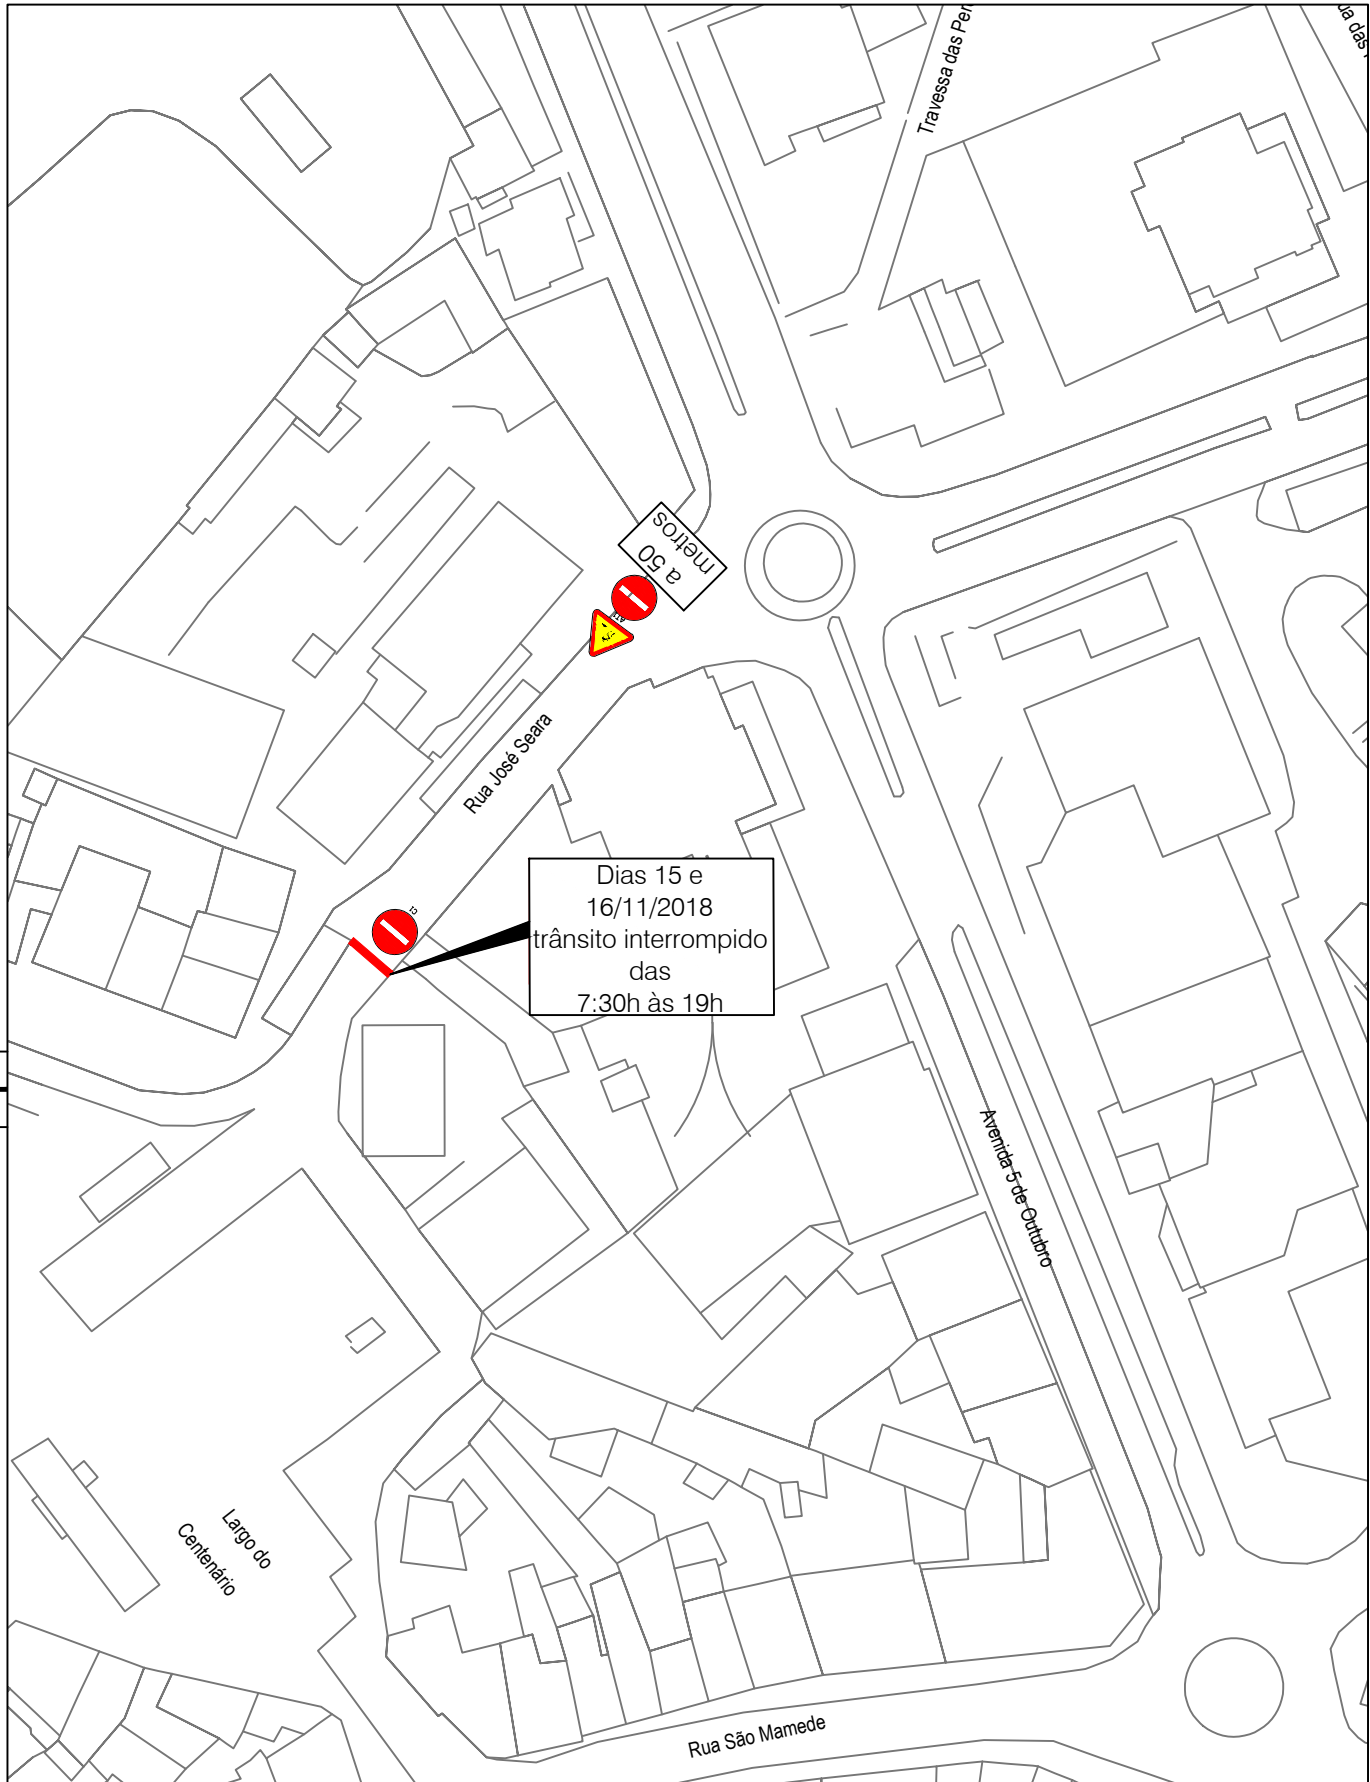 Travessa das
a 50
metros
Rua José Seara
C1
Dias 15 e
16/11/2018
trânsito interrompido
das
7:30h às 19h
Avenida 5 de Outubro
Largo do
Centenário
Rua São Mamede